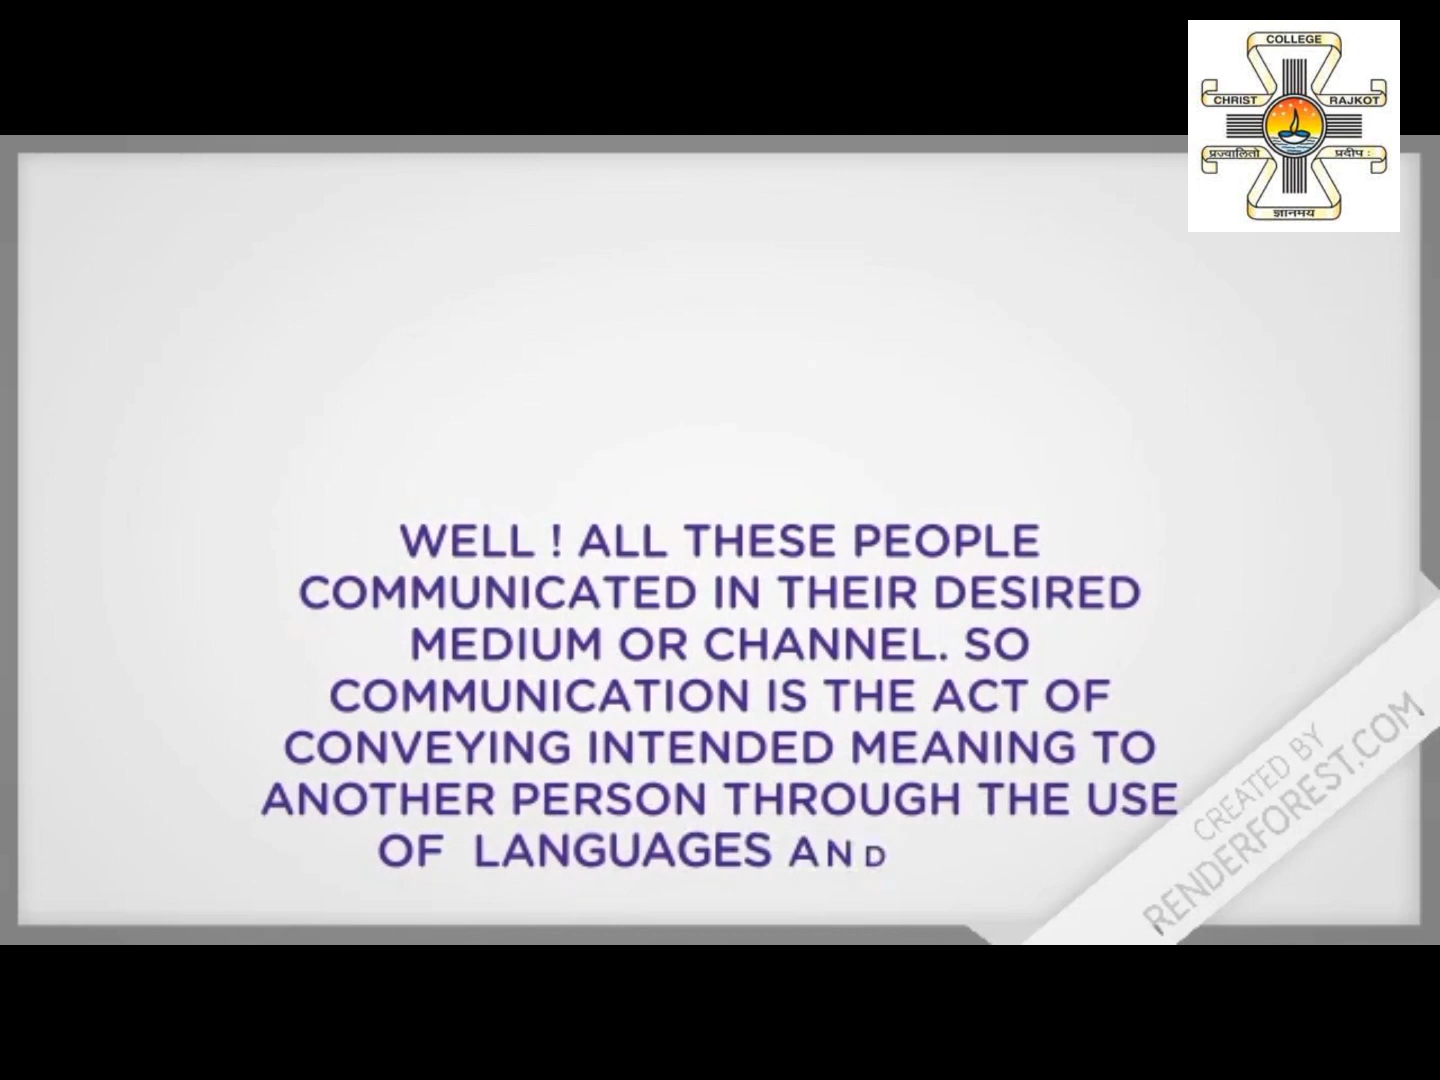 COLLEGE
CHRIST RAJKOT
प्रज्वालितो प्रदीपः
ज्ञानमय
WELL ! ALL THESE PEOPLE
COMMUNICATED IN THEIR DESIRED
MEDIUM OR CHANNEL. SO
COMMUNICATION IS THE ACT OF
CONVEYING INTENDED MEANING TO
ANOTHER PERSON THROUGH THE USE
OF LANGUAGES AND
CREATED BY
RENDERFOREST.COM